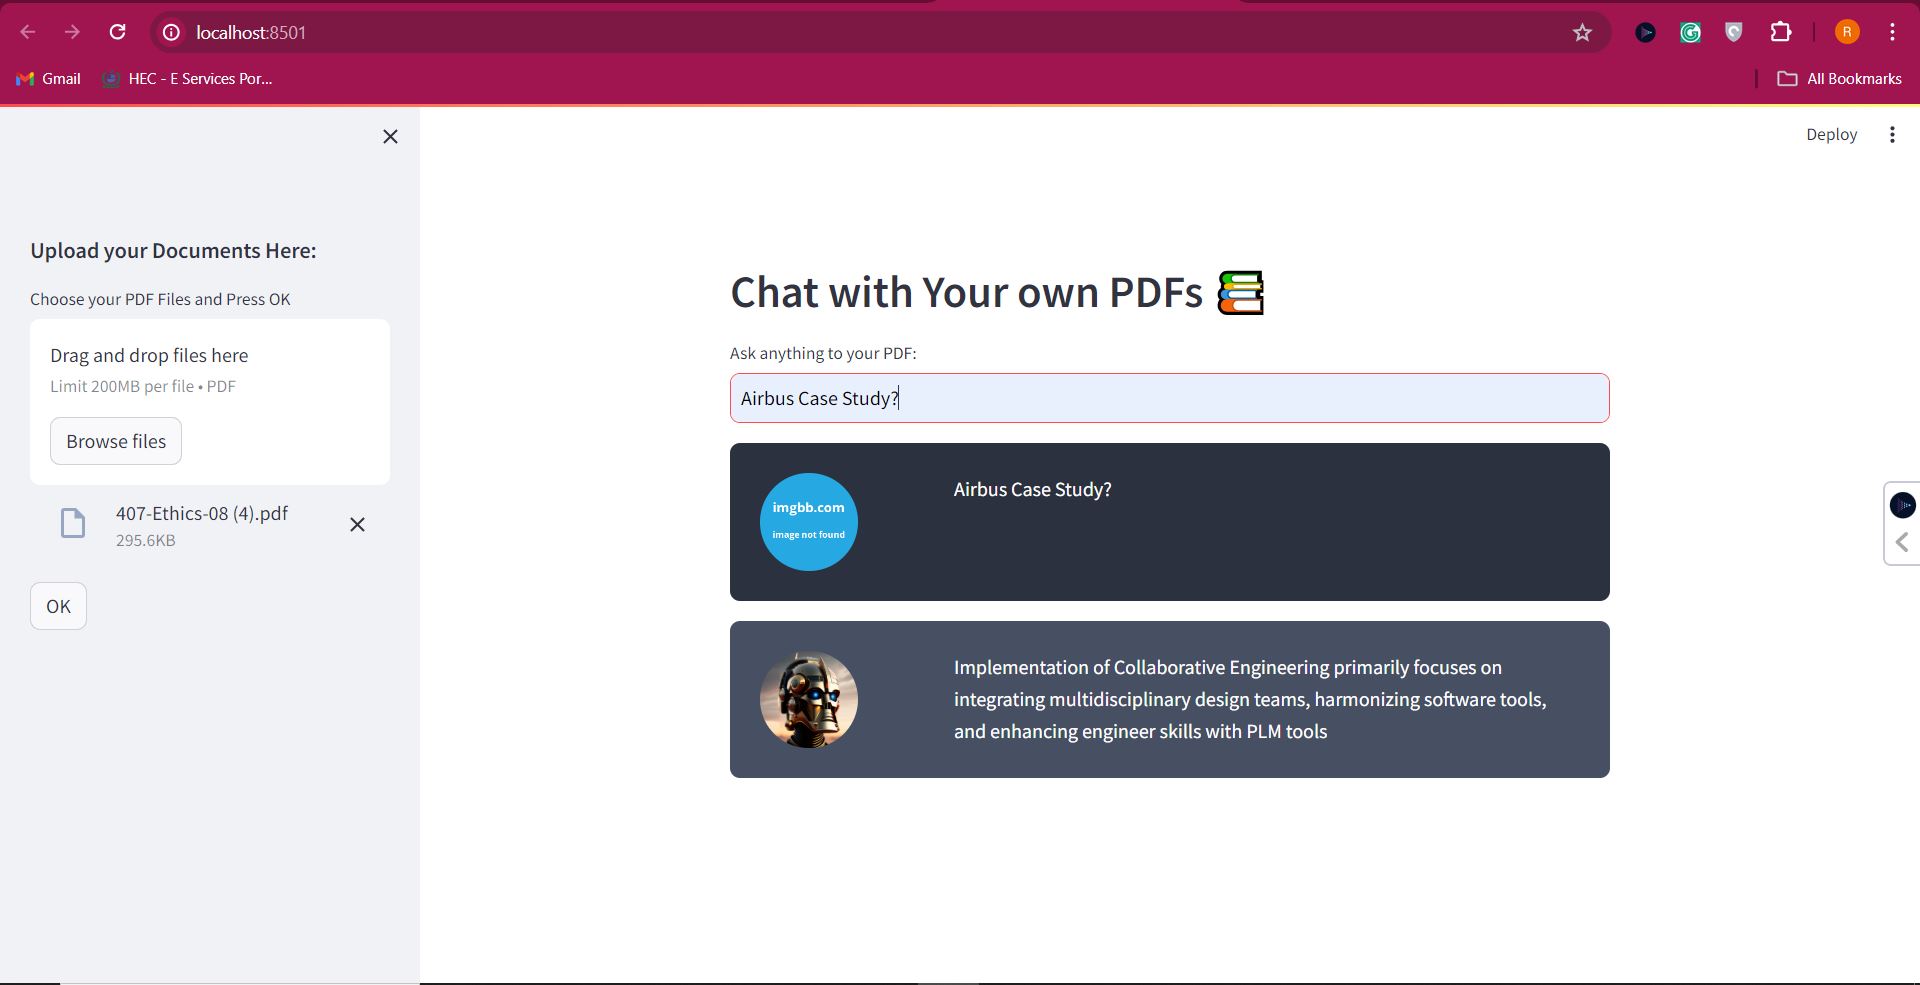 localhost:8501
R
Gmail
HEC - E Services Por...
All Bookmarks
Deploy
Upload your Documents Here:
Choose your PDF Files and Press OK
Drag and drop files here
Limit 200MB per file • PDF
Browse files
407-Ethics-08 (4).pdf
295.6KB
OK
Chat with Your own PDFs
Ask anything to your PDF:
Airbus Case Study?
imgbb.com
image not found
Airbus Case Study?
Implementation of Collaborative Engineering primarily focuses on
integrating multidisciplinary design teams, harmonizing software tools,
and enhancing engineer skills with PLM tools